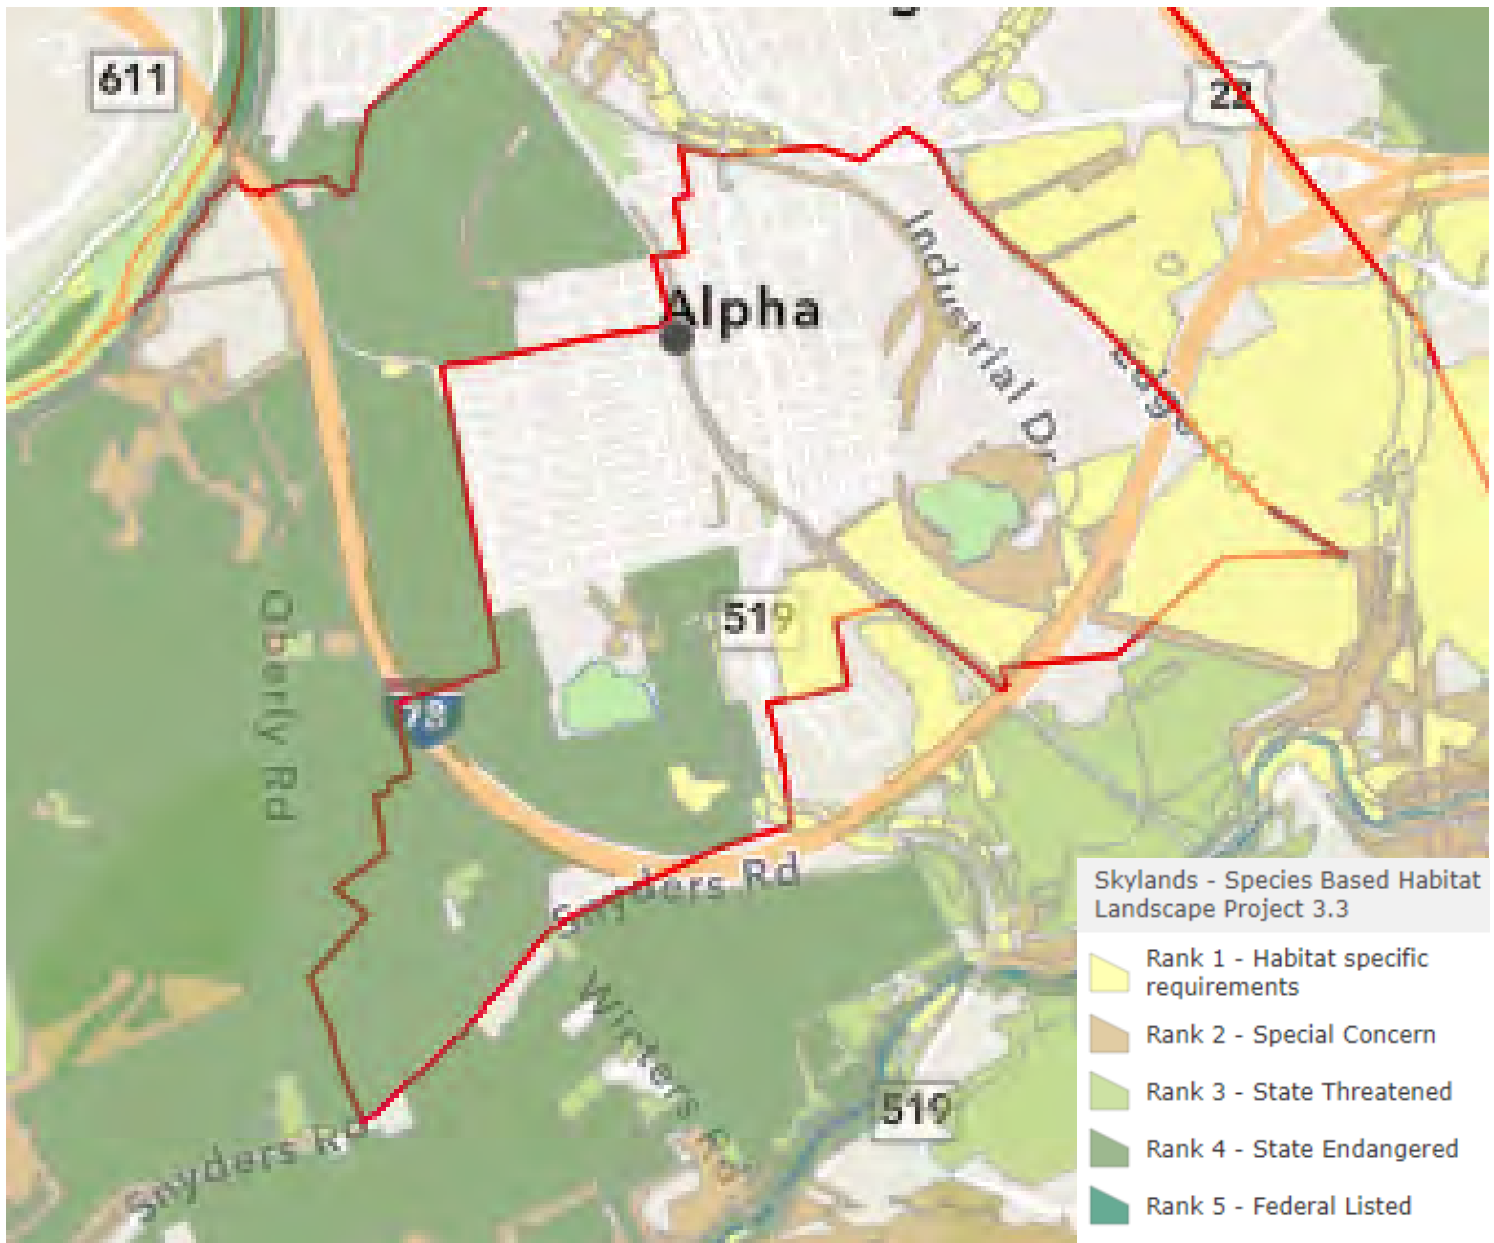 611
22
Alpha
Industrial Dr
Edge
519
Oberly Rd
78
Snyders Rd
Winters
519
Snyders Rd
Skylands - Species Based Habitat
Landscape Project 3.3
Rank 1 - Habitat specific
requirements
Rank 2 - Special Concern
Rank 3 - State Threatened
Rank 4 - State Endangered
Rank 5 - Federal Listed